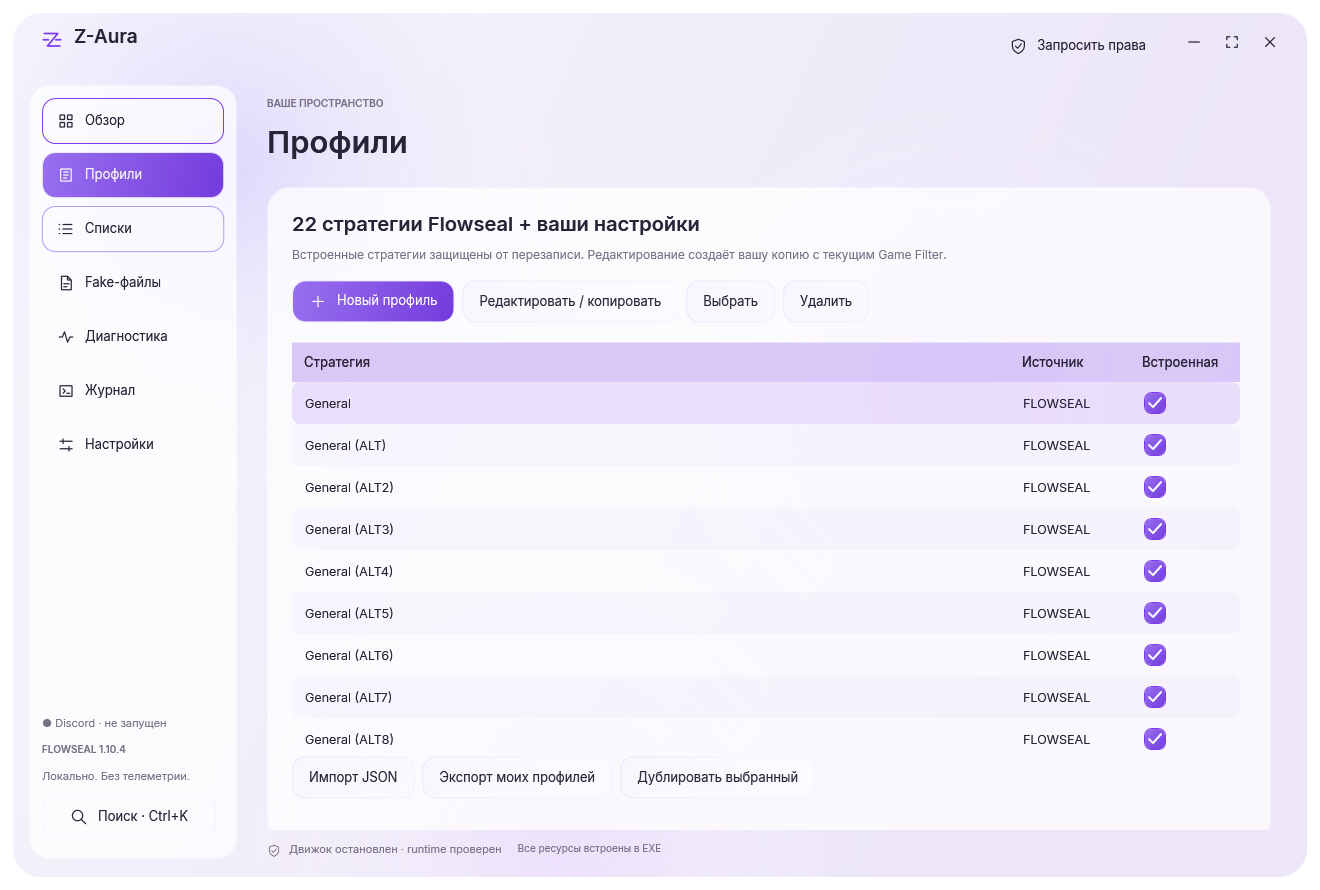 Z-Aura
Запросить права
Обзор
Профили
Списки
Fake-файлы
Диагностика
Журнал
Настройки
Discord · не запущен
FLOWSEAL 1.10.4
Локально. Без телеметрии.
Поиск · Ctrl+K
ВАШЕ ПРОСТРАНСТВО
Профили
22 стратегии Flowseal + ваши настройки
Встроенные стратегии защищены от перезаписи. Редактирование создаёт вашу копию с текущим Game Filter.
Новый профиль Редактировать / копировать Выбрать Удалить
Стратегия Источник Встроенная
General FLOWSEAL
General (ALT) FLOWSEAL
General (ALT2) FLOWSEAL
General (ALT3) FLOWSEAL
General (ALT4) FLOWSEAL
General (ALT5) FLOWSEAL
General (ALT6) FLOWSEAL
General (ALT7) FLOWSEAL
General (ALT8) FLOWSEAL
Импорт JSON Экспорт моих профилей Дублировать выбранный
Движок остановлен · runtime проверен Все ресурсы встроены в EXE